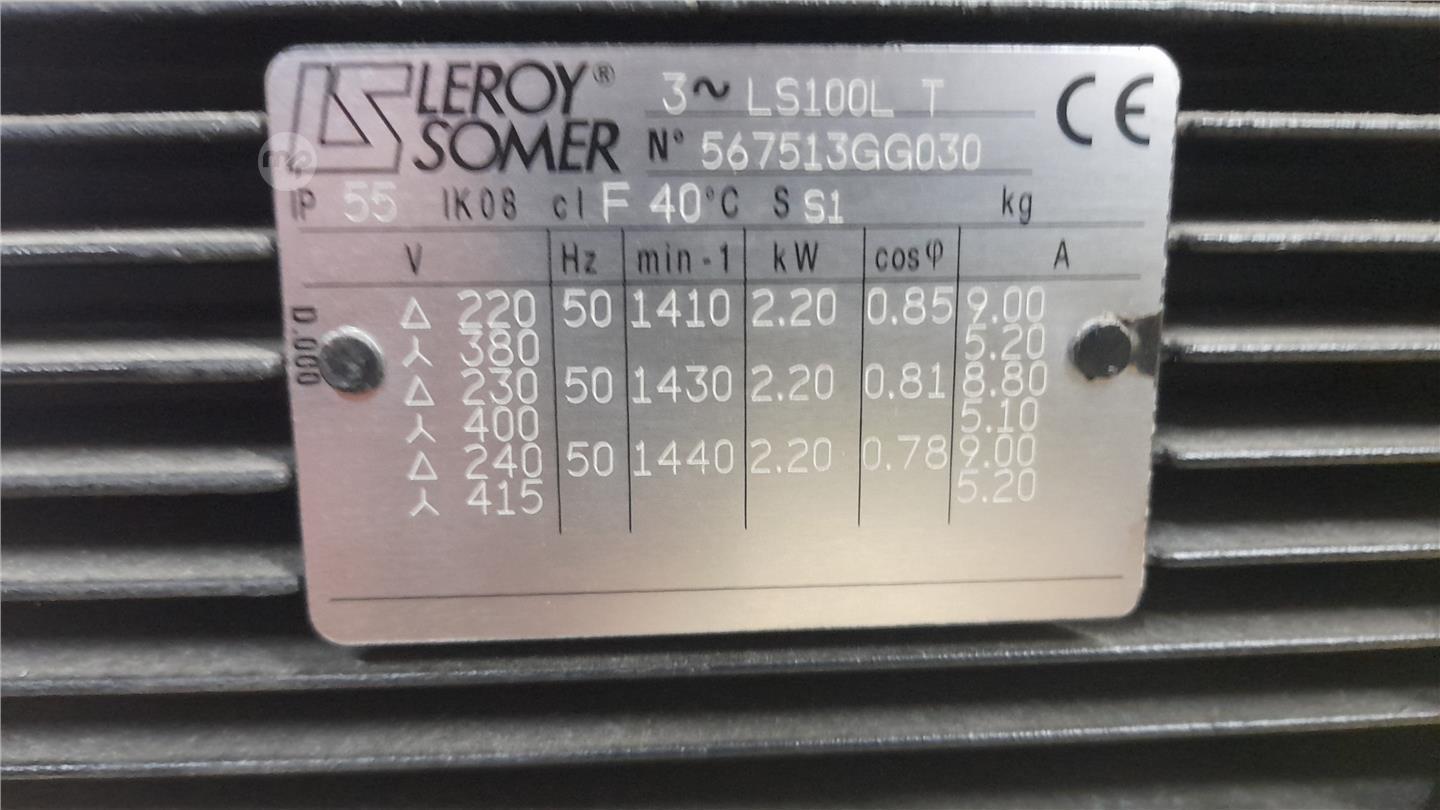 LEROY® SOMER
3~ LS100L T
N° 567513GG030
CE
IP 55 IK08 cl F 40°C S S1 kg
V Hz min-1 kW cosφ A
Δ 220 50 1410 2.20 0.85 9.00
⅄ 380 5.20
Δ 230 50 1430 2.20 0.81 8.80
⅄ 400 5.10
Δ 240 50 1440 2.20 0.78 9.00
⅄ 415 5.20